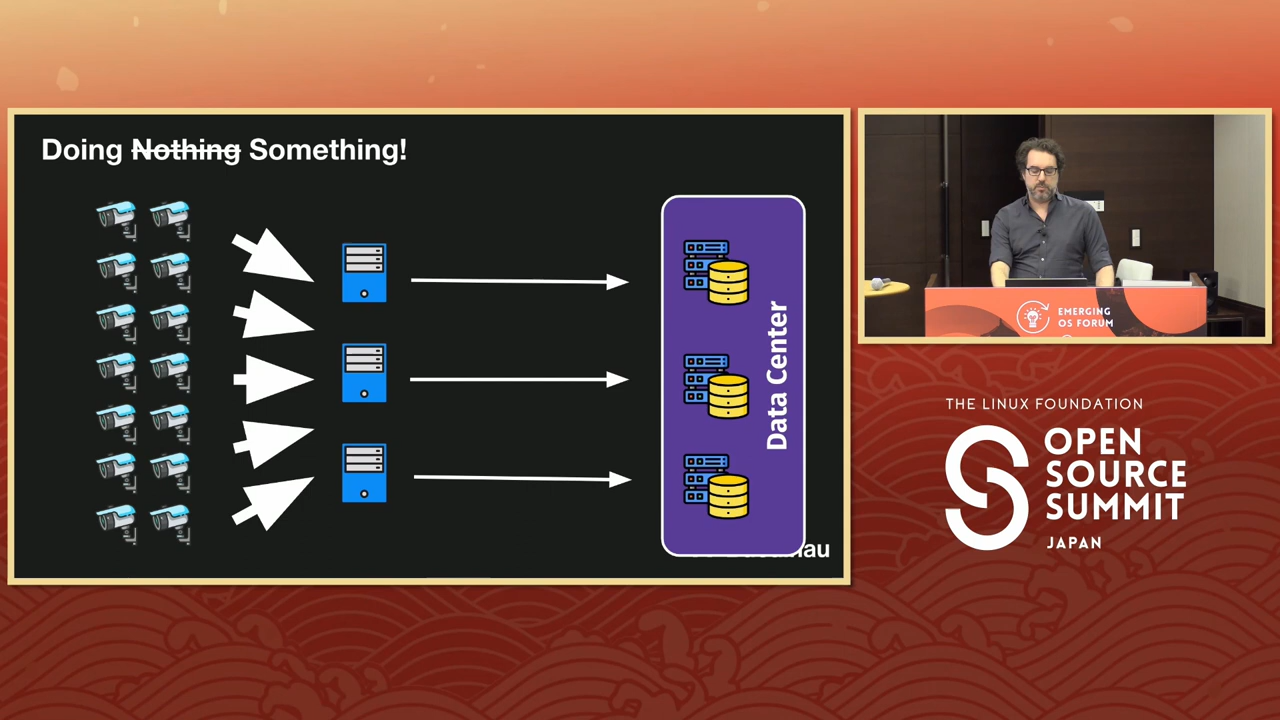 Doing Nothing Something!
Data Center
EMERGING
OS FORUM
THE LINUX FOUNDATION
OPEN
SOURCE
SUMMIT
JAPAN